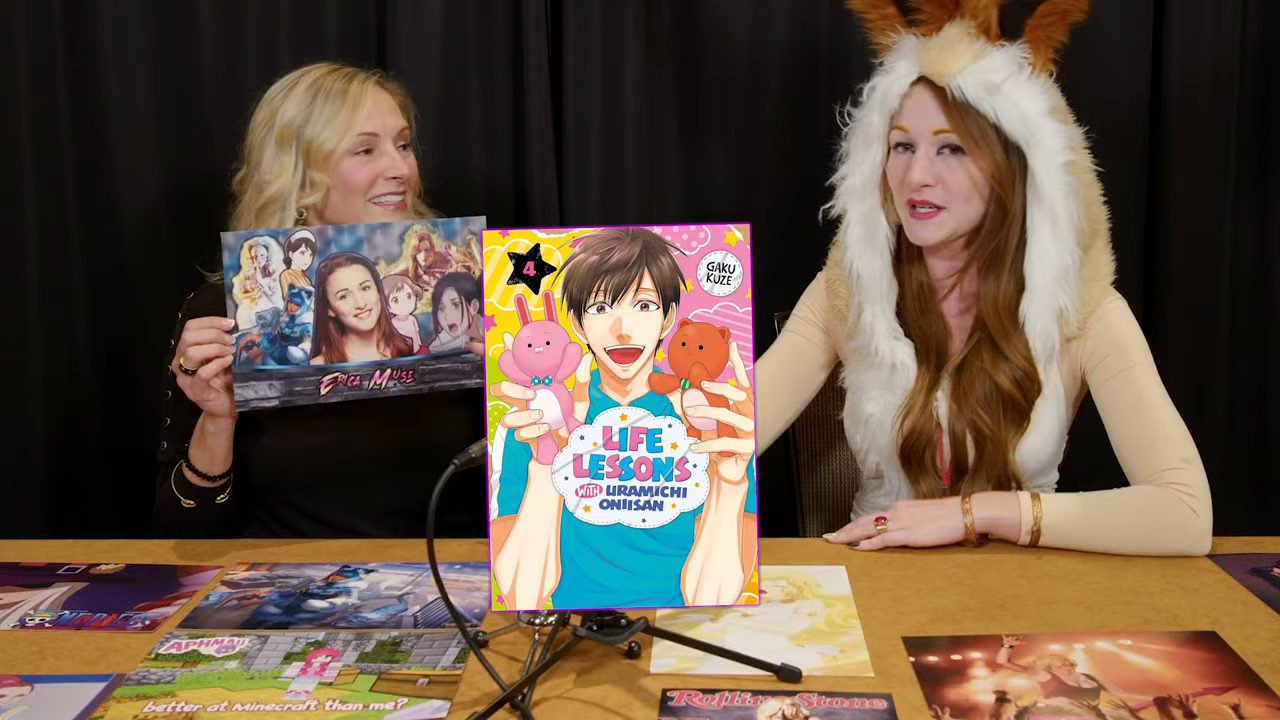 4
GAKU
KUZE
ERICA MUSE
LIFE
LESSONS
WITH URAMICHI
ONIISAN
APHMAU
better at Minecraft than me?
Rolling Stone